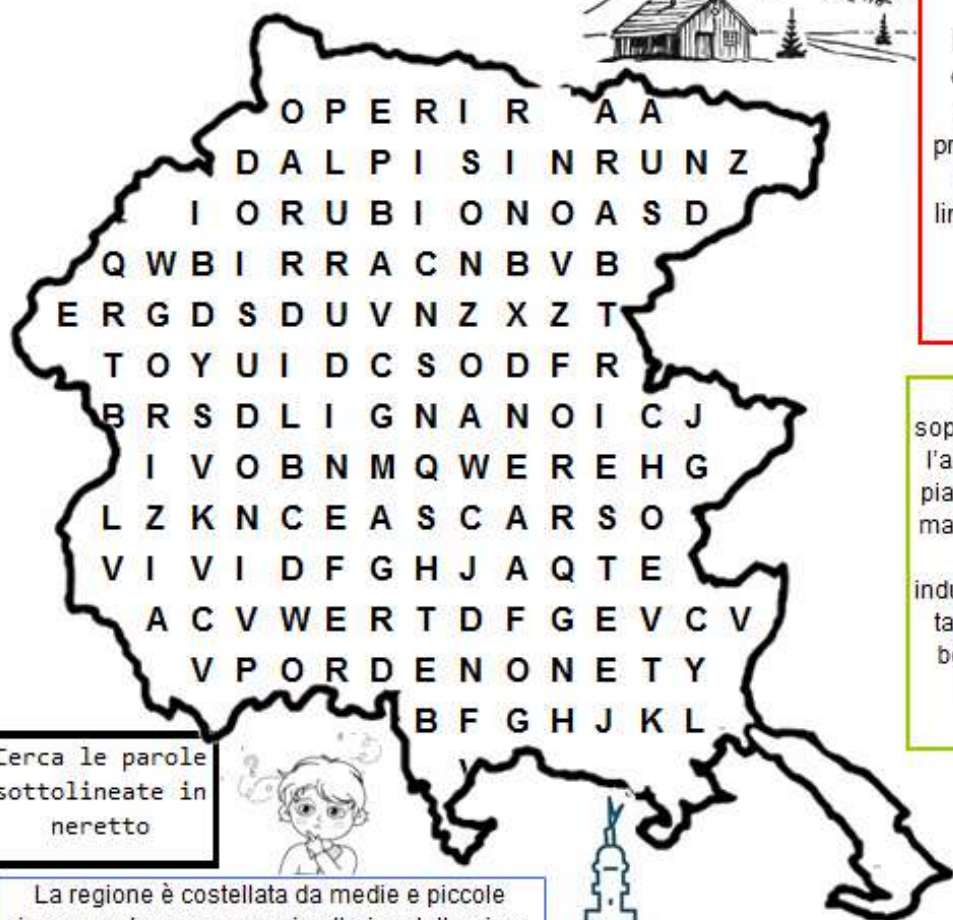 O P E R I R A A
D A L P I S I N R U N Z
I O R U B I O N O A S D
Q W B I R R A C N B V B
E R G D S D U V N Z X Z T
T O Y U I D C S O D F R
B R S D L I G N A N O I C J
I V O B N M Q W E R E H G
L Z K N C E A S C A R S O
V I V I D F G H J A Q T E
A C V W E R T D F G E V C V
V P O R D E N O N E T Y
B F G H J K L
Cerca le parole
sottolineate in
neretto
La regione è costellata da medie e piccole